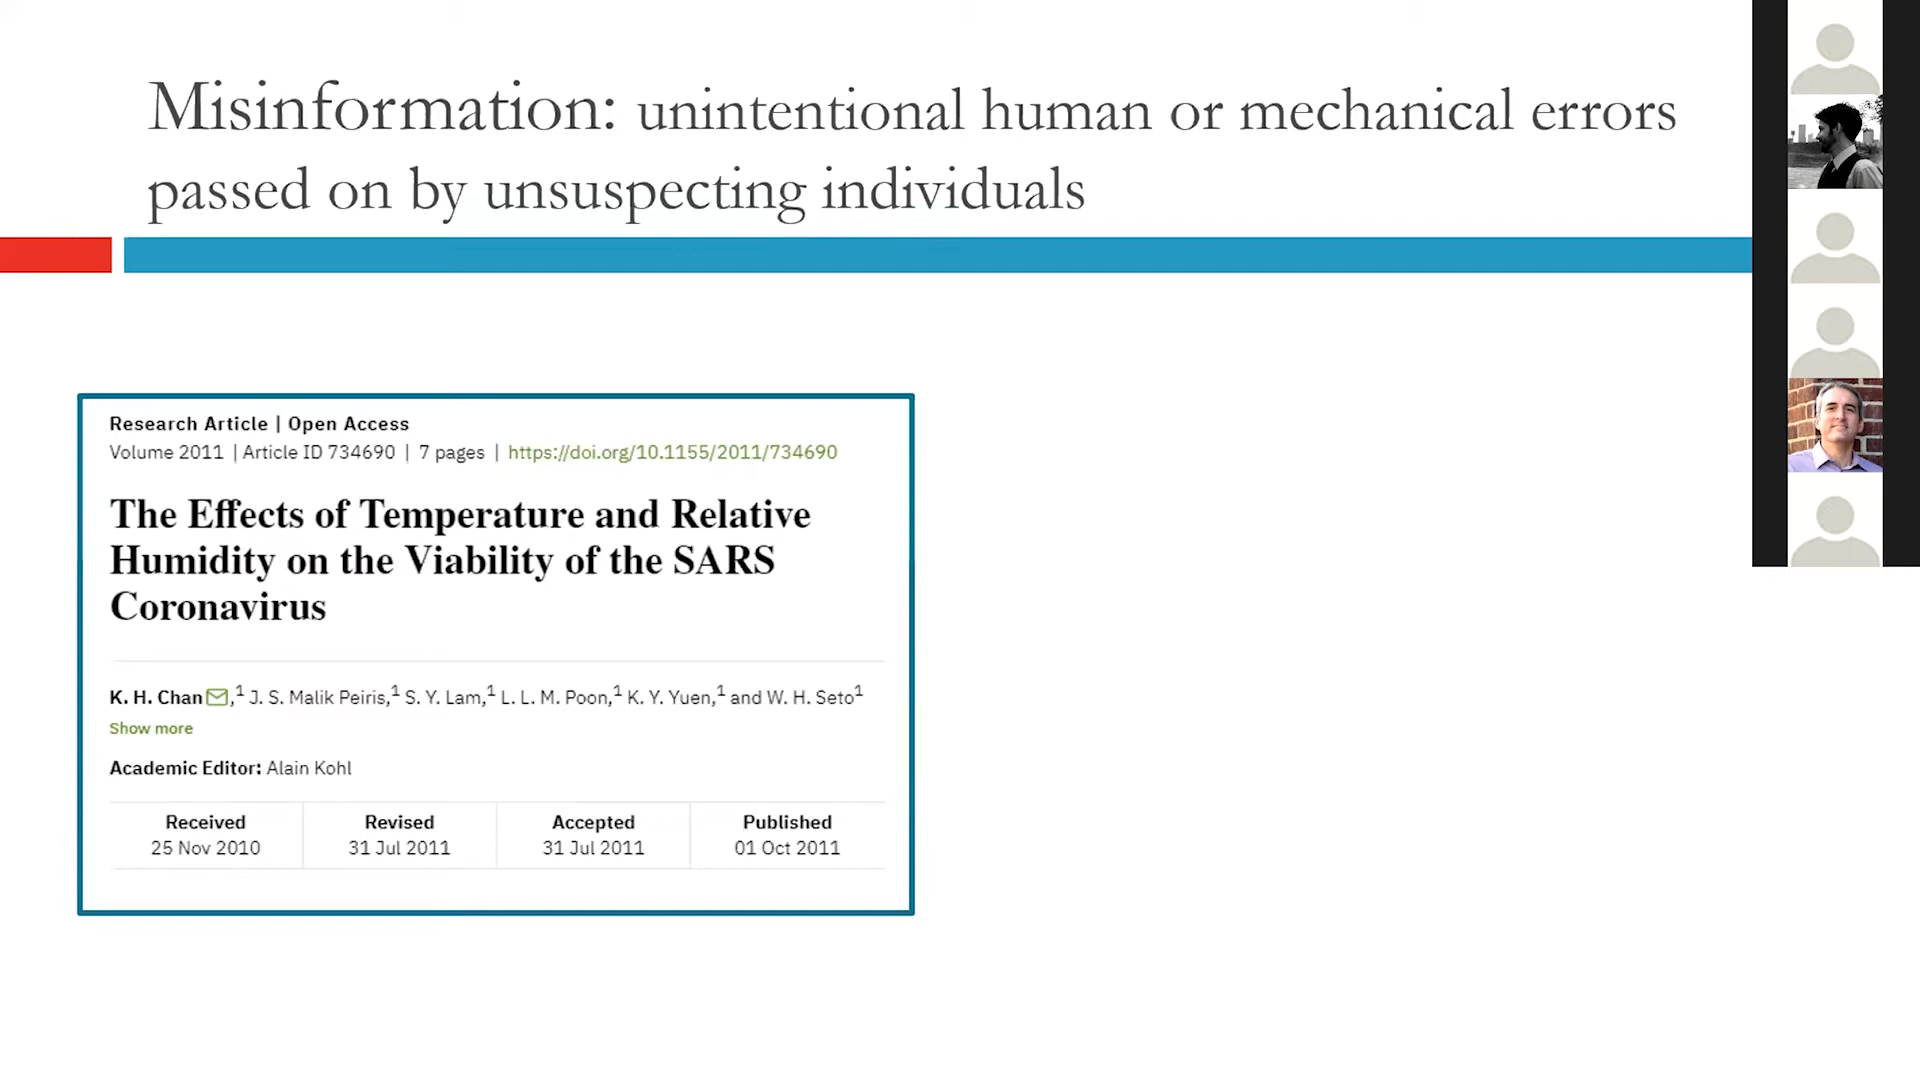 Misinformation: unintentional human or mechanical errors
passed on by unsuspecting individuals
Research Article | Open Access
Volume 2011 | Article ID 734690 | 7 pages | https://doi.org/10.1155/2011/734690
The Effects of Temperature and Relative
Humidity on the Viability of the SARS
Coronavirus
K. H. Chan ,1 J. S. Malik Peiris,1 S. Y. Lam,1 L. L. M. Poon,1 K. Y. Yuen,1 and W. H. Seto1
Show more
Academic Editor: Alain Kohl
Received Revised Accepted Published
25 Nov 2010 31 Jul 2011 31 Jul 2011 01 Oct 2011